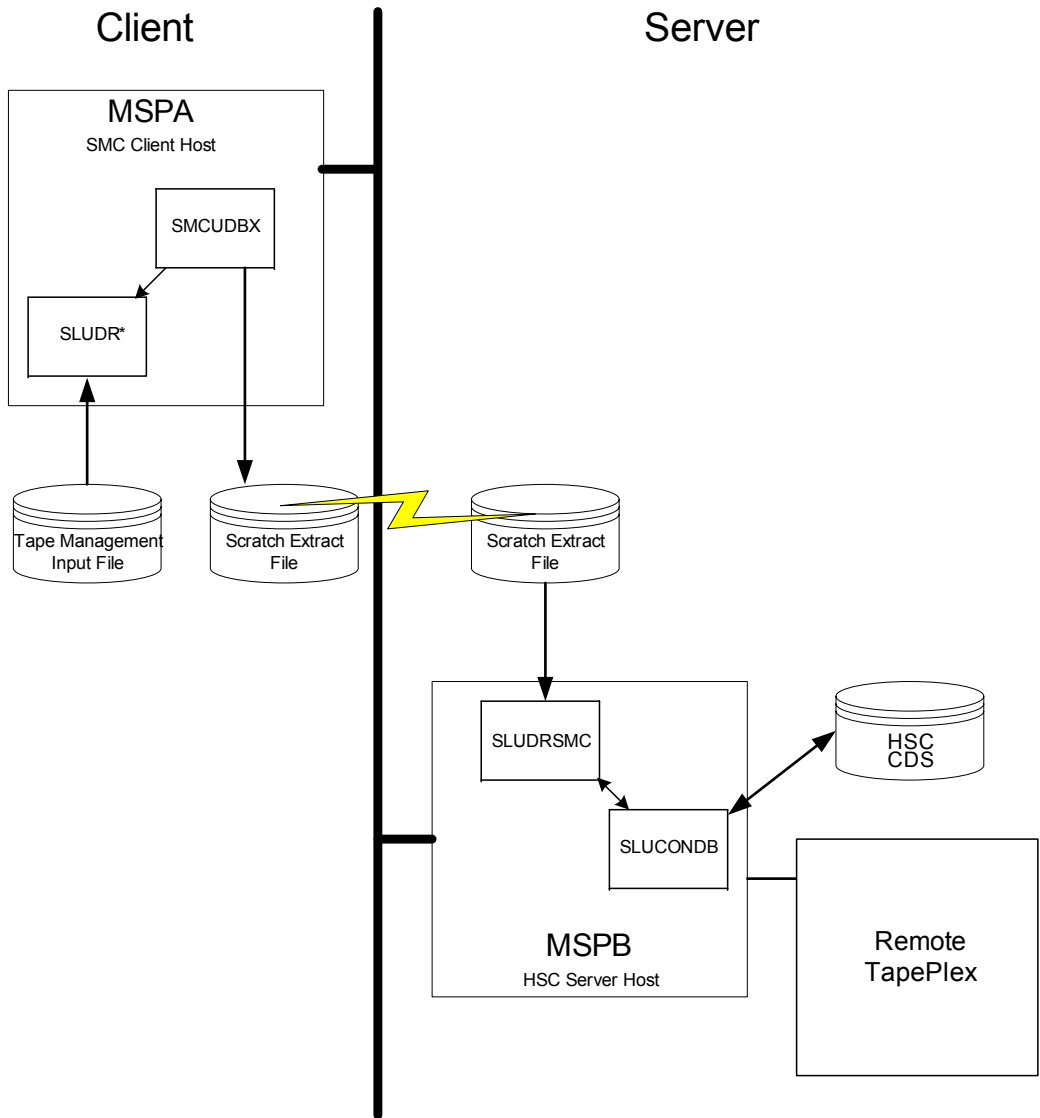 Client
Server
MSPA
SMC Client Host
SMCUDBX
SLUDR*
Tape Management
Input File
Scratch Extract
File
Scratch Extract
File
SLUDRSMC
HSC
CDS
SLUCONDB
MSPB
HSC Server Host
Remote
TapePlex